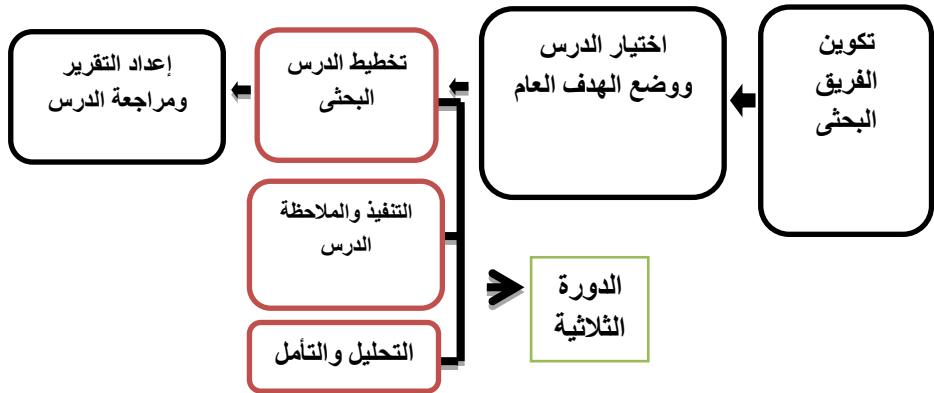 تكوين
الفريق
البحثى
اختيار الدرس
ووضع الهدف العام
تخطيط الدرس
البحثى
إعداد التقرير
ومراجعة الدرس
التنفيذ والملاحظة
الدرس
التحليل والتأمل
الدورة
الثلاثية